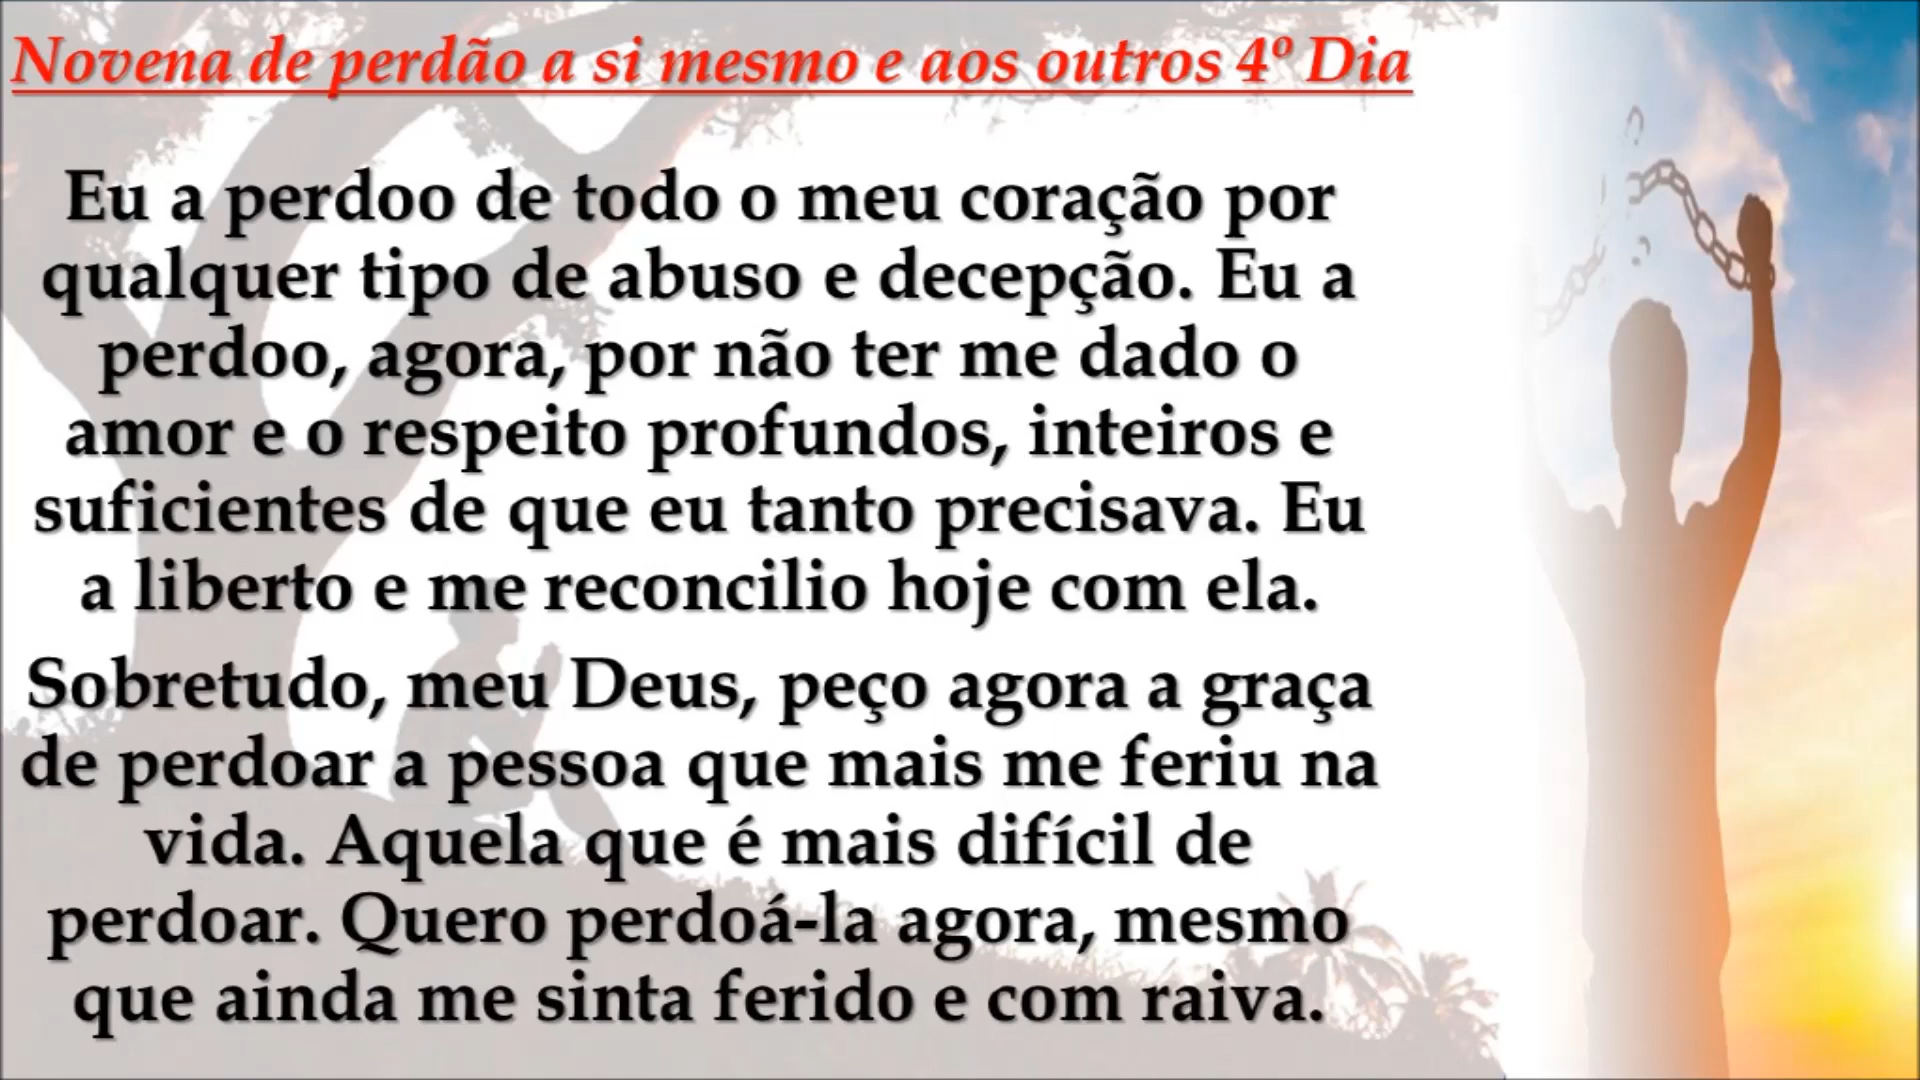 Novena de perdão a si mesmo e aos outros 4º Dia
Eu a perdoo de todo o meu coração por
qualquer tipo de abuso e decepção. Eu a
perdoo, agora, por não ter me dado o
amor e o respeito profundos, inteiros e
suficientes de que eu tanto precisava. Eu
a liberto e me reconcilio hoje com ela.
Sobretudo, meu Deus, peço agora a graça
de perdoar a pessoa que mais me feriu na
vida. Aquela que é mais difícil de
perdoar. Quero perdoá-la agora, mesmo
que ainda me sinta ferido e com raiva.